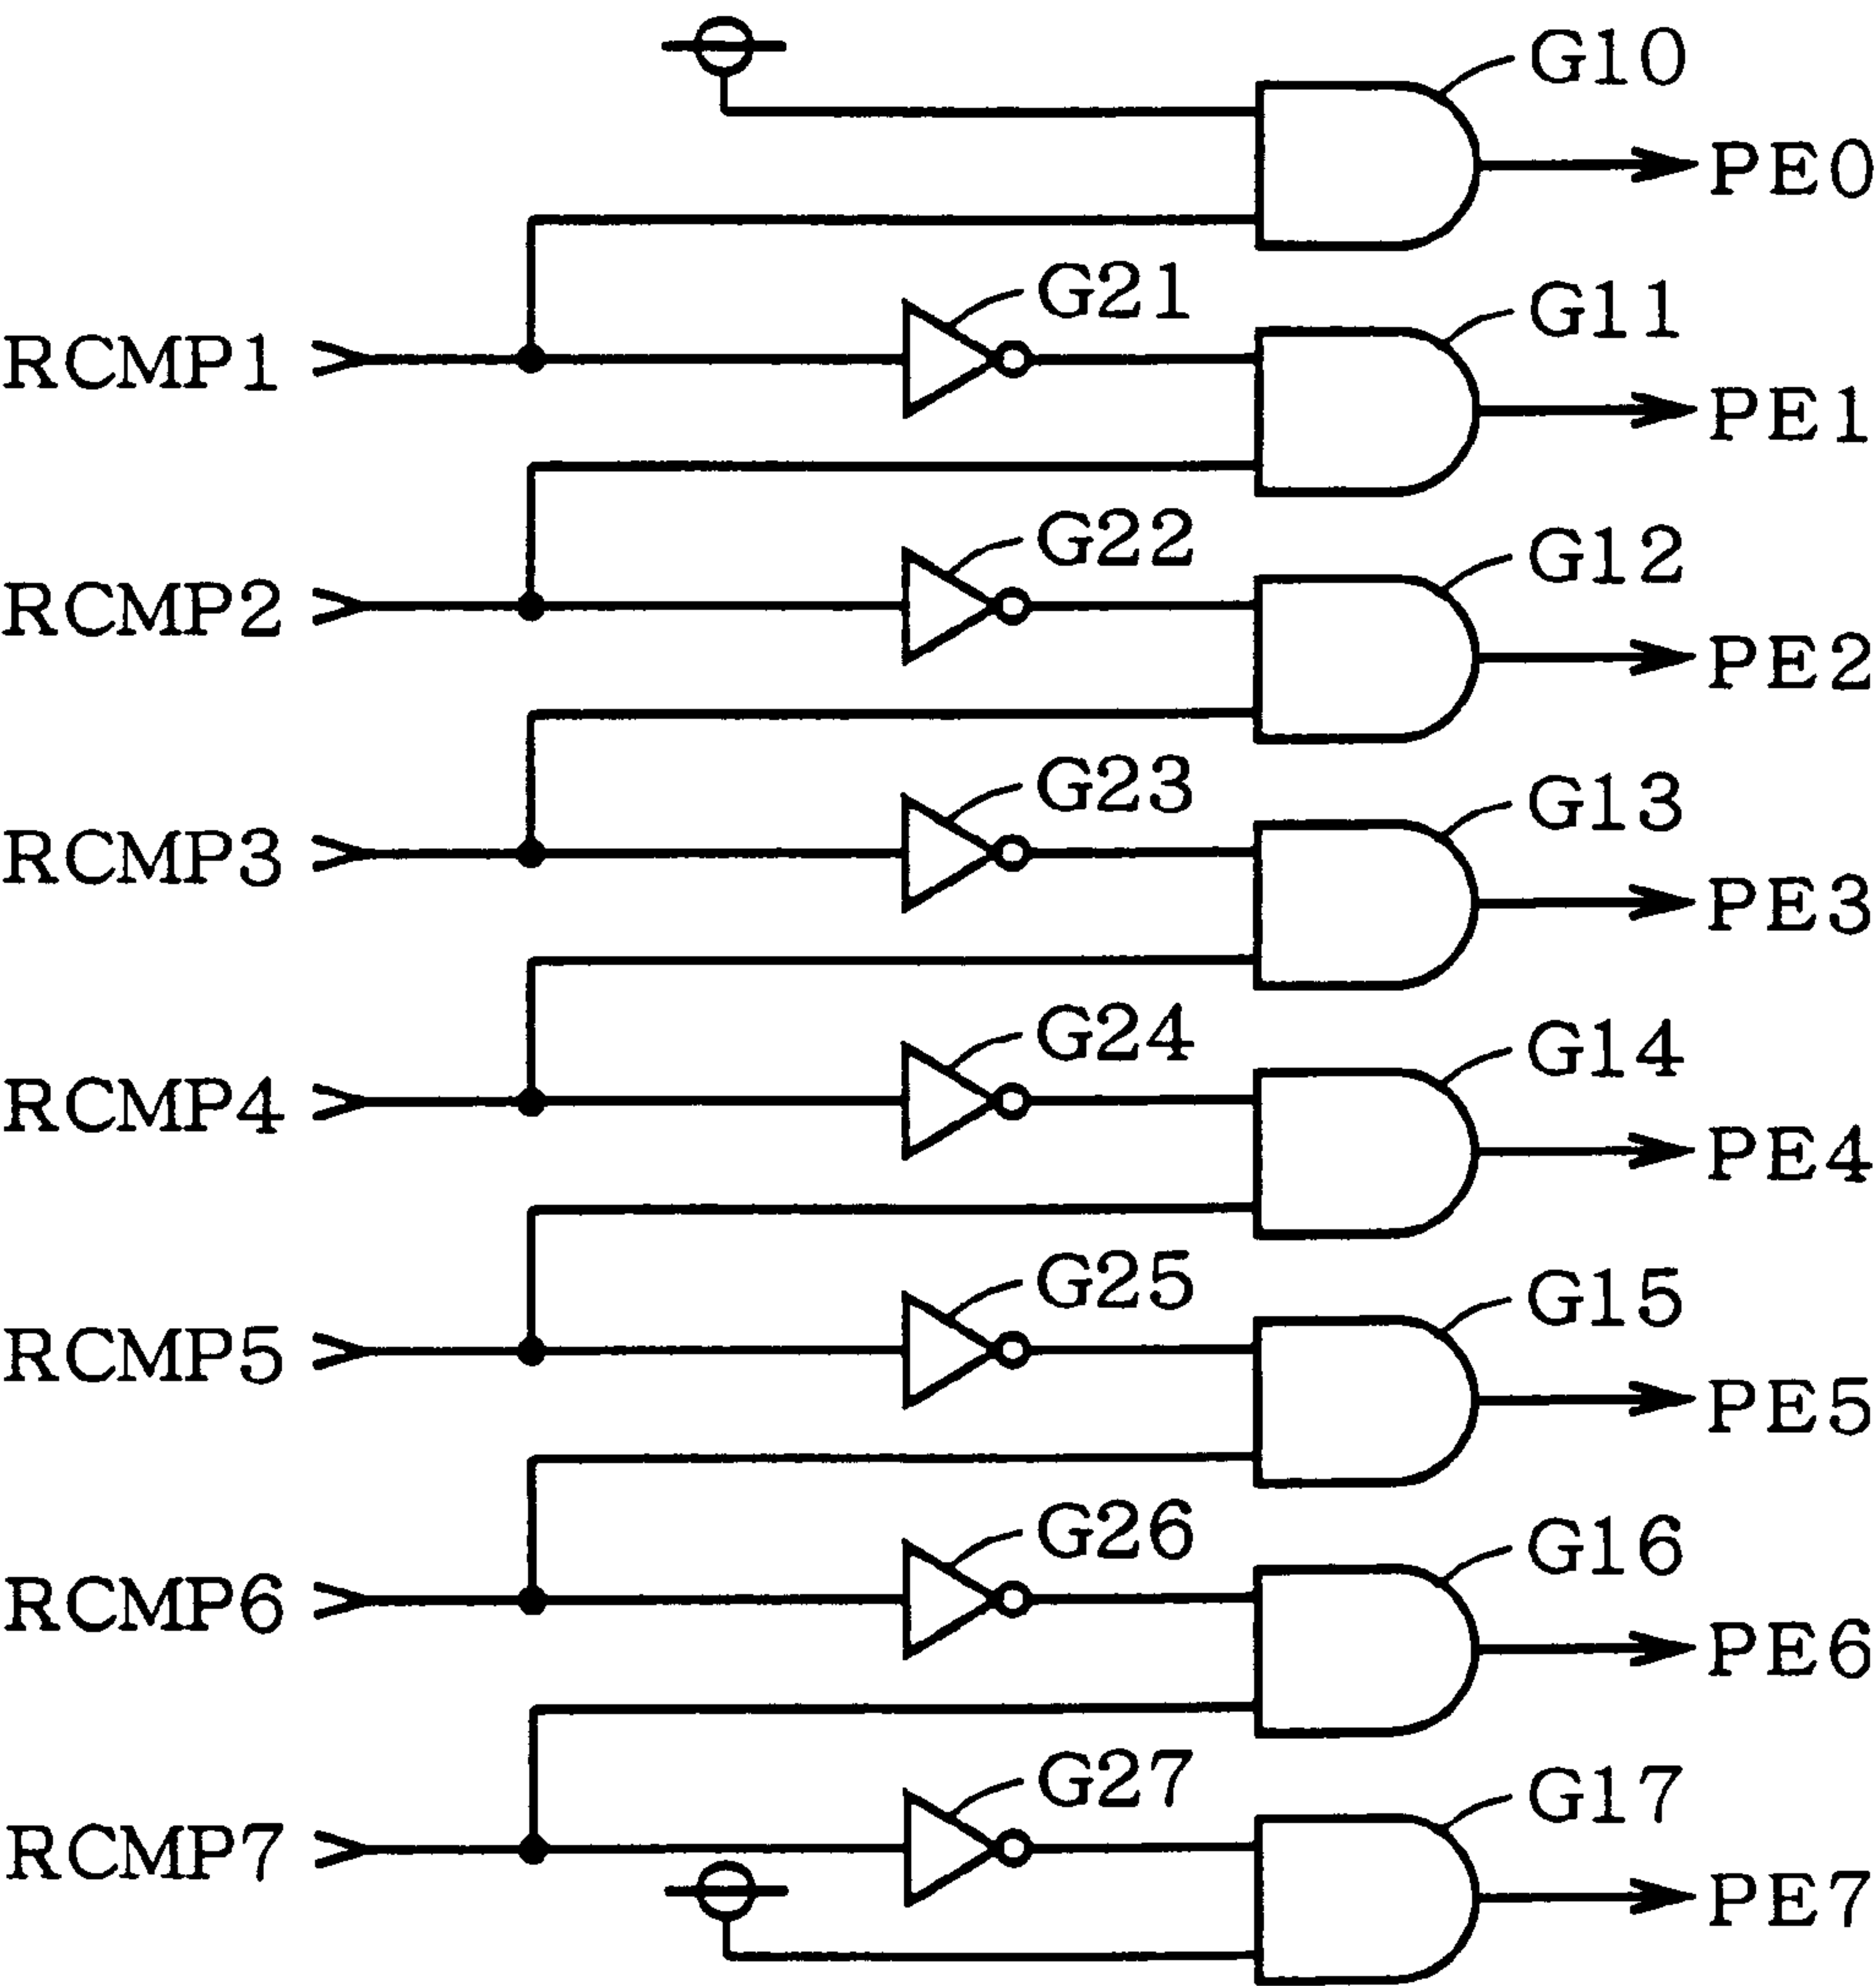 G10
PE0
G21
G11
RCMP1
PE1
G22
G12
RCMP2
PE2
G23
G13
RCMP3
PE3
G24
G14
RCMP4
PE4
G25
G15
RCMP5
PE5
G26
G16
RCMP6
PE6
G27
G17
RCMP7
PE7